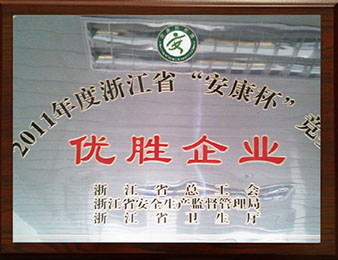 安
2011年度浙江省“安康杯”竞
优胜企业
浙江省总工会
浙江省安全生产监督管理局
浙江省卫生厅